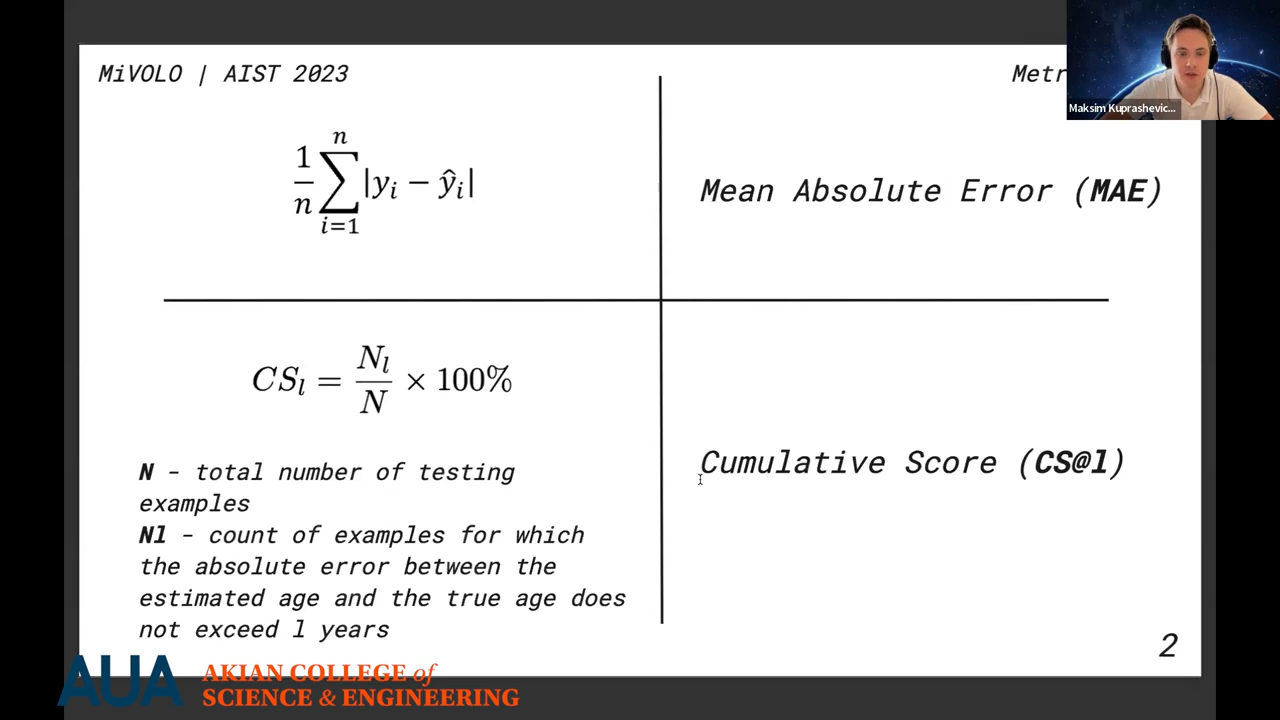 MiVOLO | AIST 2023
Metr
Maksim Kuprashevic...
1/n ∑_{i=1}^{n} |y_i − ŷ_i|
Mean Absolute Error (MAE)
CS_l = N_l/N × 100%
N - total number of testing
examples
Nl - count of examples for which
the absolute error between the
estimated age and the true age does
not exceed l years
Cumulative Score (CS@l)
2
AUA AKIAN COLLEGE of
SCIENCE & ENGINEERING